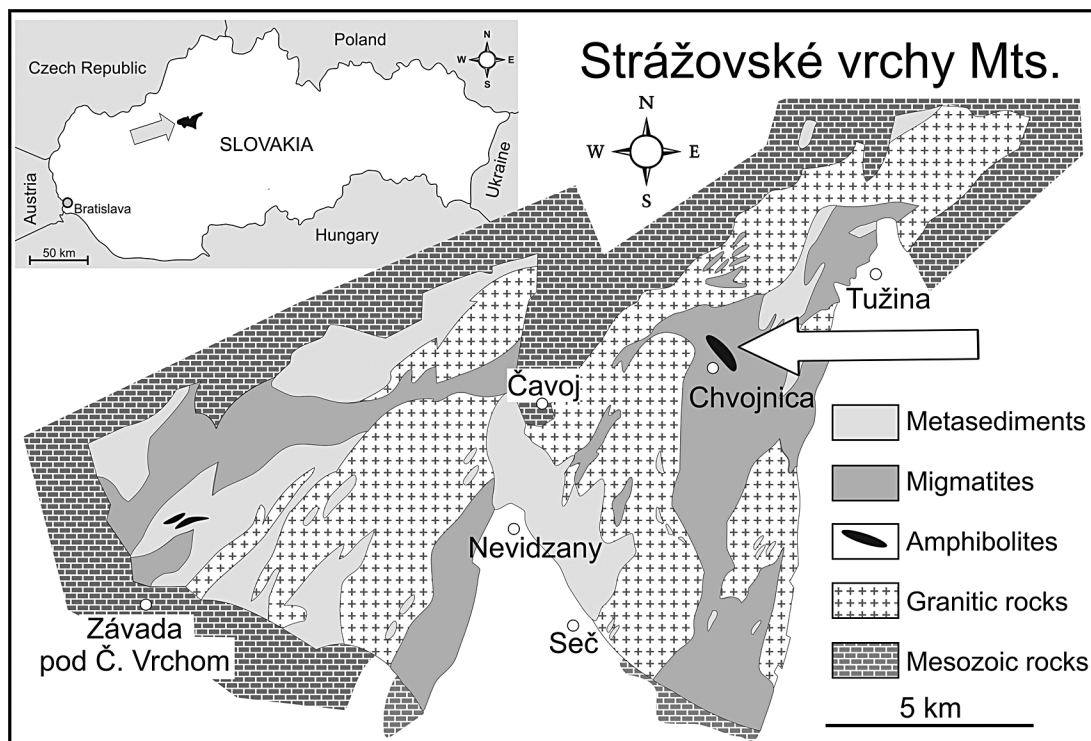 Strážovské vrchy Mts.
Poland
N
W
E
S
Czech Republic
SLOVAKIA
Ukraine
Austria
Bratislava
Hungary
50 km
N
W
E
S
Tužina
Čavoj
Chvojnica
Nevidzany
Seč
Závada
pod Č. Vrchom
Metasediments
Migmatites
Amphibolites
Granitic rocks
Mesozoic rocks
5 km